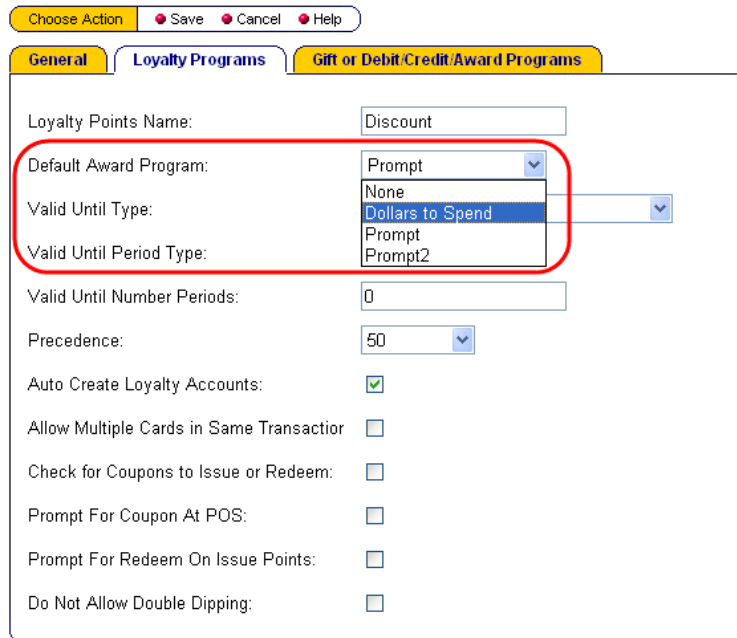 Choose Action Save Cancel Help
General Loyalty Programs Gift or Debit/Credit/Award Programs
Loyalty Points Name: Discount
Default Award Program: Prompt
None
Valid Until Type: Dollars to Spend
Prompt
Valid Until Period Type: Prompt2
Valid Until Number Periods: 0
Precedence: 50
Auto Create Loyalty Accounts:
Allow Multiple Cards in Same Transactior
Check for Coupons to Issue or Redeem:
Prompt For Coupon At POS:
Prompt For Redeem On Issue Points:
Do Not Allow Double Dipping: